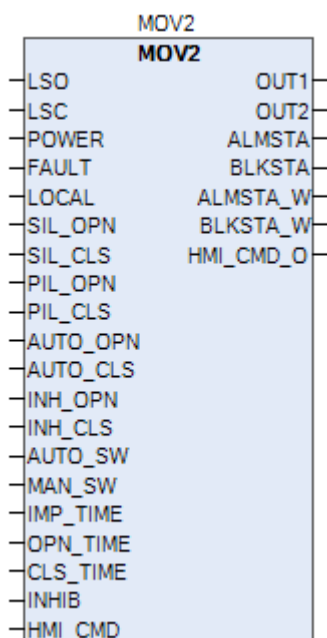 MOV2
MOV2
LSO OUT1
LSC OUT2
POWER ALMSTA
FAULT BLKSTA
LOCAL ALMSTA_W
SIL_OPN BLKSTA_W
SIL_CLS HMI_CMD_O
PIL_OPN
PIL_CLS
AUTO_OPN
AUTO_CLS
INH_OPN
INH_CLS
AUTO_SW
MAN_SW
IMP_TIME
OPN_TIME
CLS_TIME
INHIB
HMI_CMD